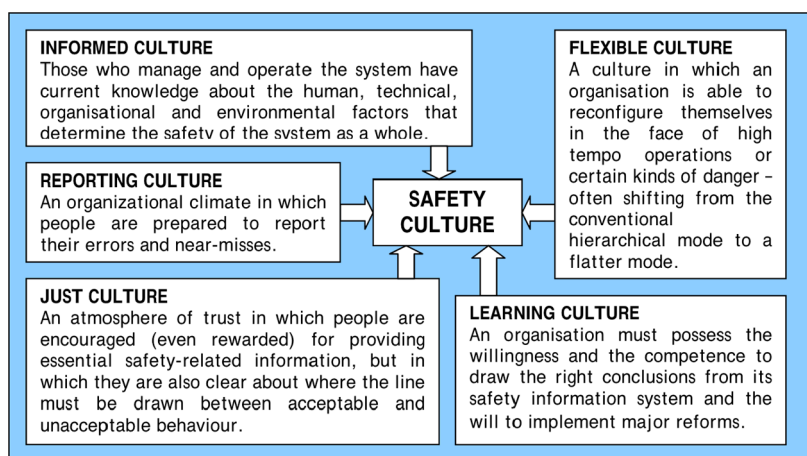 INFORMED CULTURE
Those who manage and operate the system have
current knowledge about the human, technical,
organisational and environmental factors that
determine the safety of the system as a whole.
REPORTING CULTURE
An organizational climate in which
people are prepared to report
their errors and near-misses.
JUST CULTURE
An atmosphere of trust in which people are
encouraged (even rewarded) for providing
essential safety-related information, but in
which they are also clear about where the line
must be drawn between acceptable and
unacceptable behaviour.
SAFETY
CULTURE
FLEXIBLE CULTURE
A culture in which an
organisation is able to
reconfigure themselves
in the face of high
tempo operations or
certain kinds of danger –
often shifting from the
conventional
hierarchical mode to a
flatter mode.
LEARNING CULTURE
An organisation must possess the
willingness and the competence to
draw the right conclusions from its
safety information system and the
will to implement major reforms.